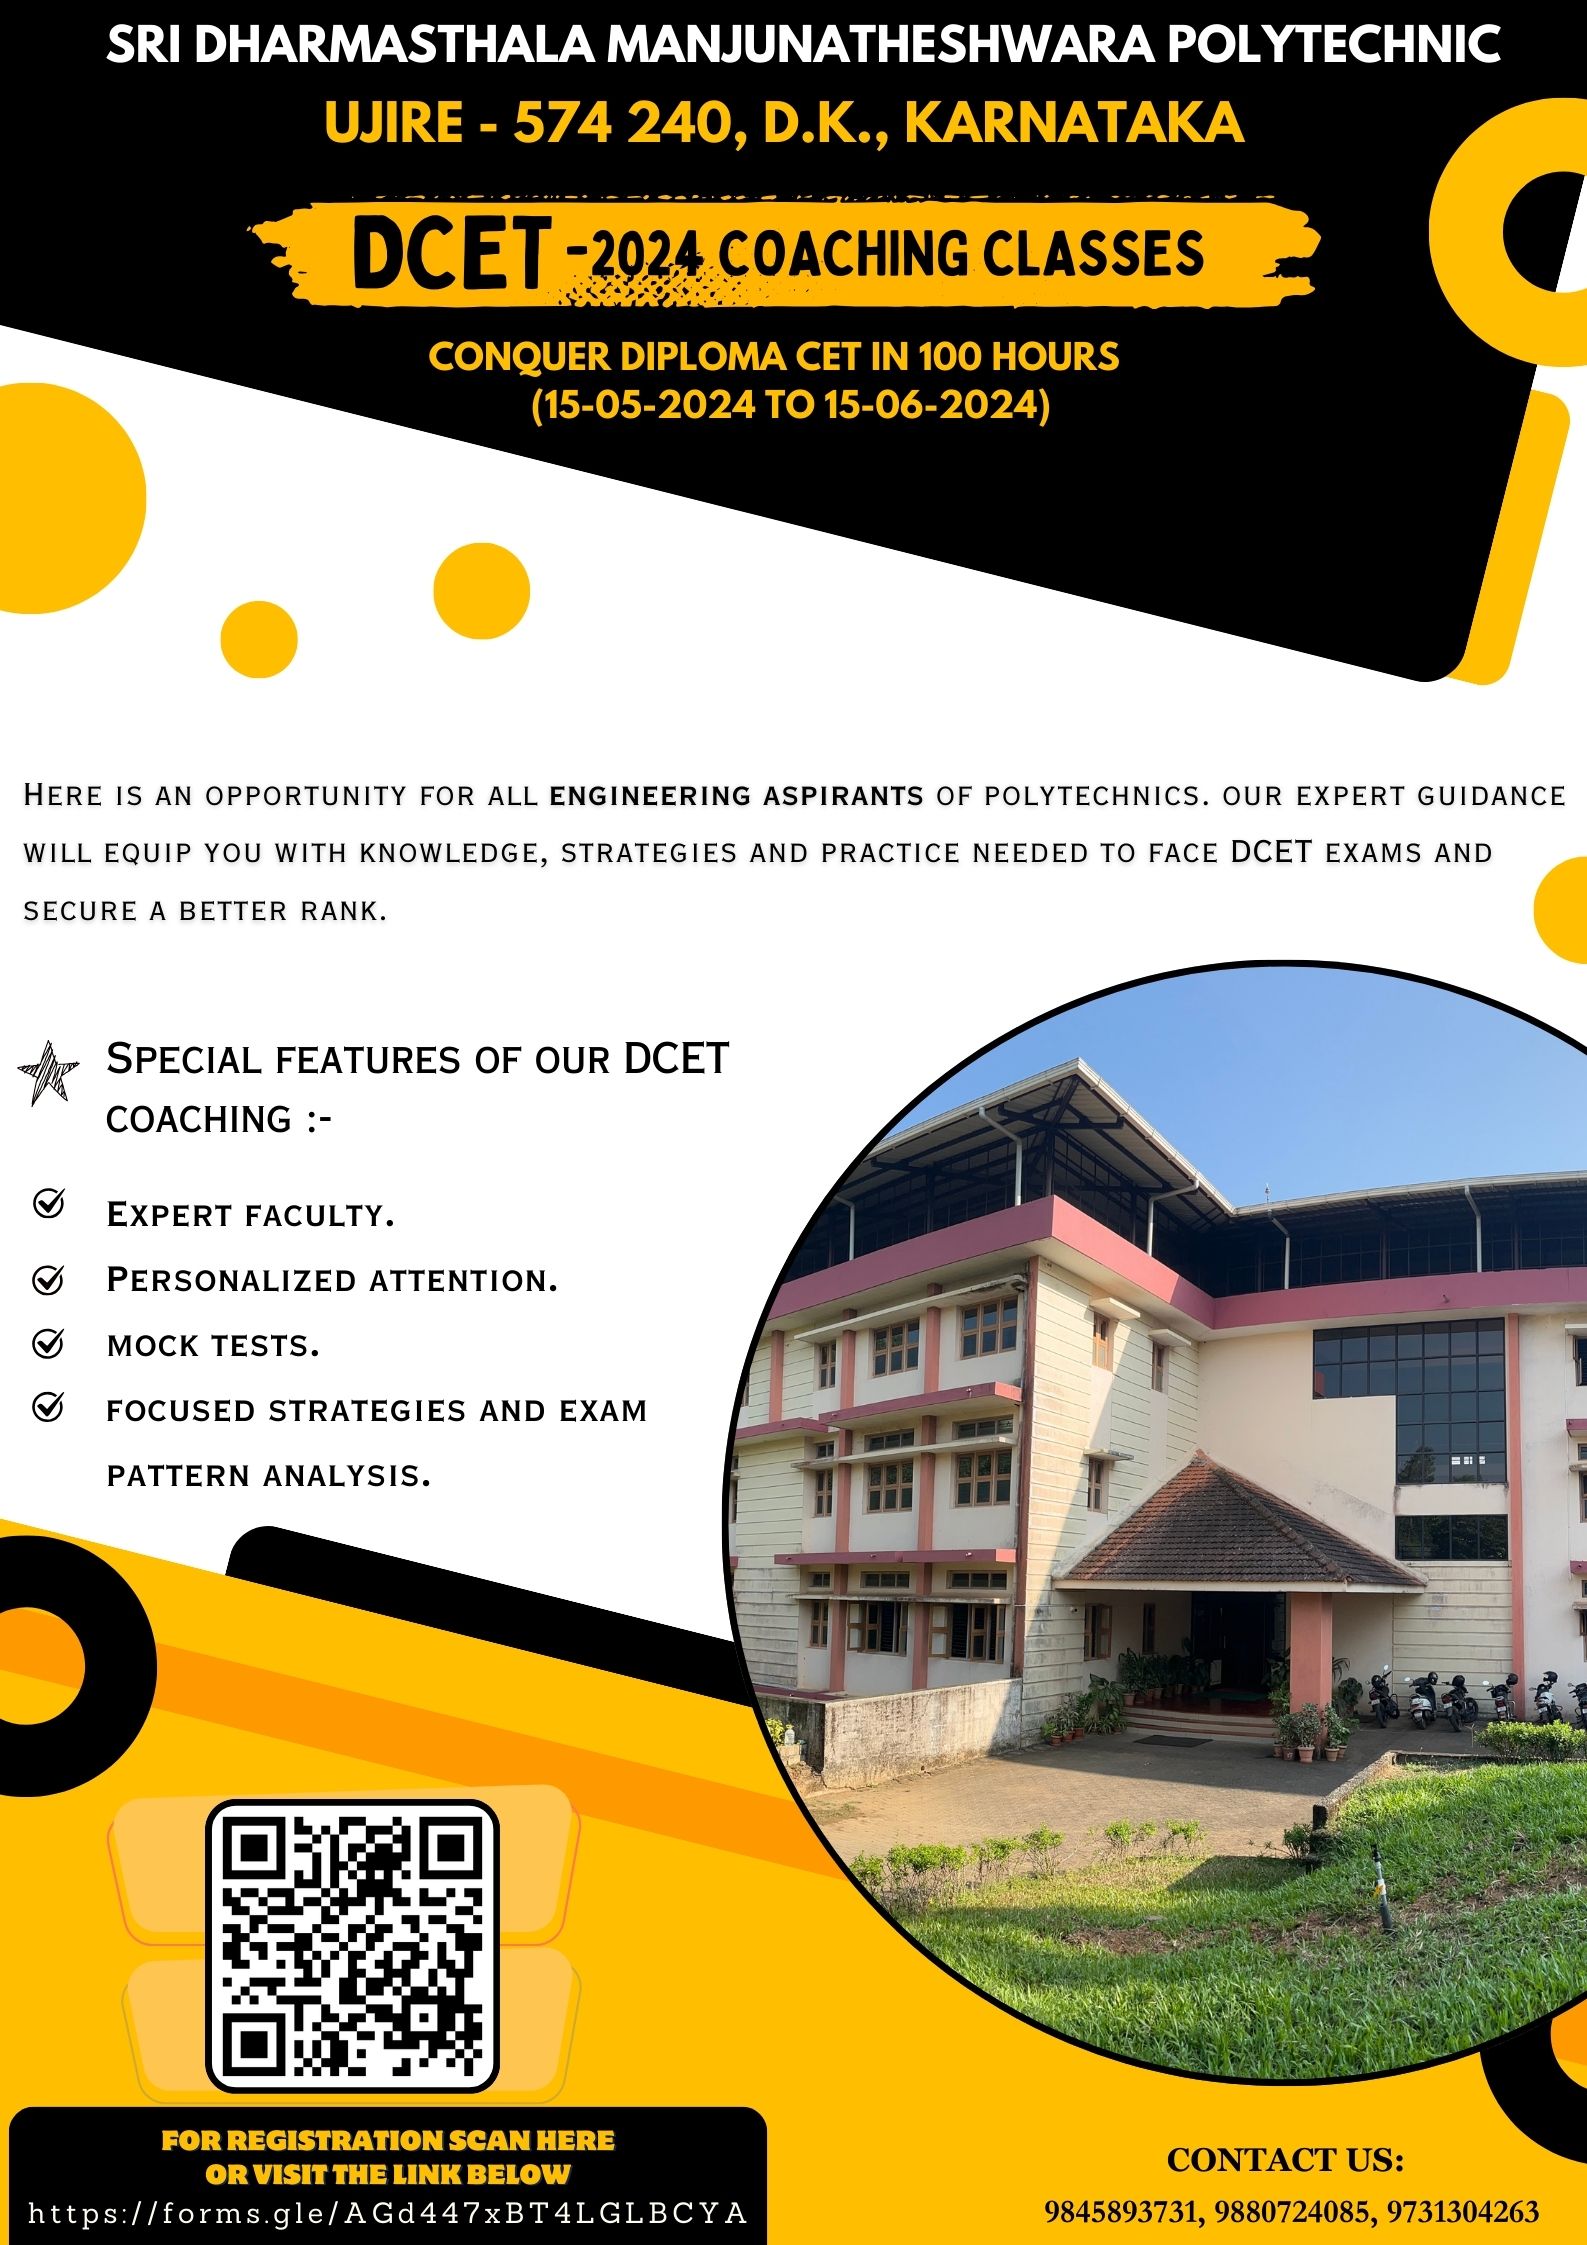 SRI DHARMASTHALA MANJUNATHESHWARA POLYTECHNIC
UJIRE - 574 240, D.K., KARNATAKA
DCET -2024 COACHING CLASSES
CONQUER DIPLOMA CET IN 100 HOURS
(15-05-2024 TO 15-06-2024)
HERE IS AN OPPORTUNITY FOR ALL ENGINEERING ASPIRANTS OF POLYTECHNICS. OUR EXPERT GUIDANCE
WILL EQUIP YOU WITH KNOWLEDGE, STRATEGIES AND PRACTICE NEEDED TO FACE DCET EXAMS AND
SECURE A BETTER RANK.
SPECIAL FEATURES OF OUR DCET
COACHING :-
EXPERT FACULTY.
PERSONALIZED ATTENTION.
MOCK TESTS.
FOCUSED STRATEGIES AND EXAM
PATTERN ANALYSIS.
FOR REGISTRATION SCAN HERE
OR VISIT THE LINK BELOW
https://forms.gle/AGd447xBT4LGLBCYA
CONTACT US:
9845893731, 9880724085, 9731304263